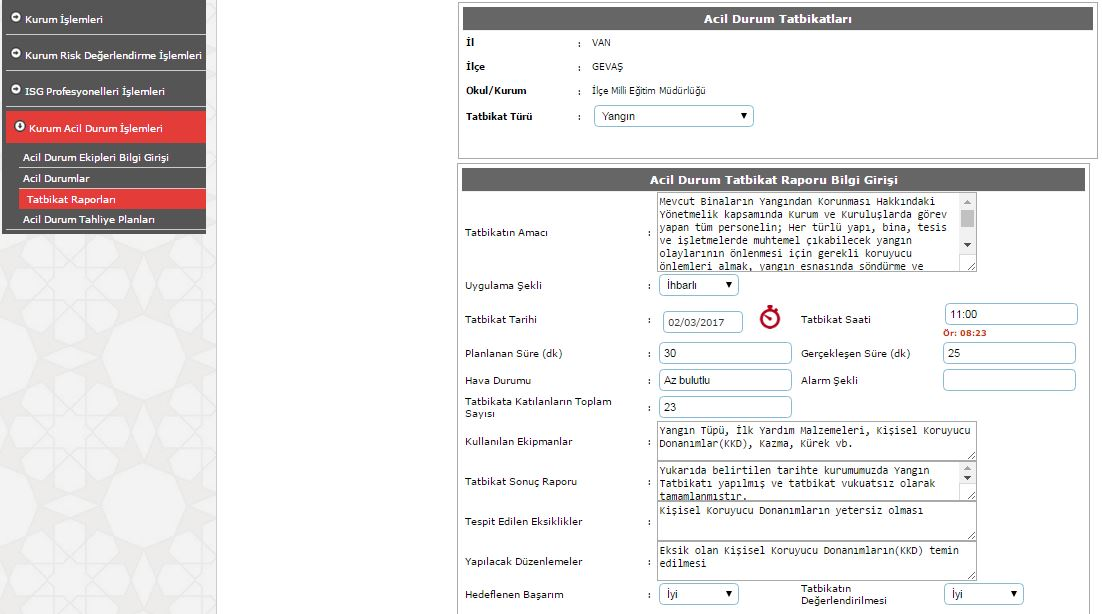 Kurum İşlemleri
Kurum Risk Değerlendirme İşlemleri
ISG Profesyonelleri İşlemleri
Kurum Acil Durum İşlemleri
Acil Durum Ekipleri Bilgi Girişi
Acil Durumlar
Tatbikat Raporları
Acil Durum Tahliye Planları
Acil Durum Tatbikatları
İl : VAN
İlçe : GEVAŞ
Okul/Kurum : İlçe Milli Eğitim Müdürlüğü
Tatbikat Türü : Yangın
Acil Durum Tatbikat Raporu Bilgi Girişi
Tatbikatın Amacı :
Mevcut Binaların Yangından Korunması Hakkındaki
Yönetmelik kapsamında Kurum ve Kuruluşlarda görev
yapan tüm personelin; Her türlü yapı, bina, tesis
ve işletmelerde muhtemel çıkabilecek yangın
olaylarının önlenmesi için gerekli koruyucu
önlemleri almak, yangın esnasında söndürme ve
Uygulama Şekli : İhbarlı
Tatbikat Tarihi : 02/03/2017 Tatbikat Saati 11:00
Ör: 08:23
Planlanan Süre (dk) : 30 Gerçekleşen Süre (dk) 25
Hava Durumu : Az bulutlu Alarm Şekli
Tatbikata Katılanların Toplam
Sayısı : 23
Kullanılan Ekipmanlar :
Yangın Tüpü, İlk Yardım Malzemeleri, Kişisel Koruyucu
Donanımlar(KKD), Kazma, Kürek vb.
Tatbikat Sonuç Raporu :
Yukarıda belirtilen tarihte kurumumuzda Yangın
Tatbikatı yapılmış ve tatbikat vukuatsız olarak
tamamlanmıştır.
Tespit Edilen Eksiklikler :
Kişisel Koruyucu Donanımların yetersiz olması
Yapılacak Düzenlemeler :
Eksik olan Kişisel Koruyucu Donanımların(KKD) temin
edilmesi
Hedeflenen Başarım : İyi
Tatbikatın
Değerlendirilmesi İyi